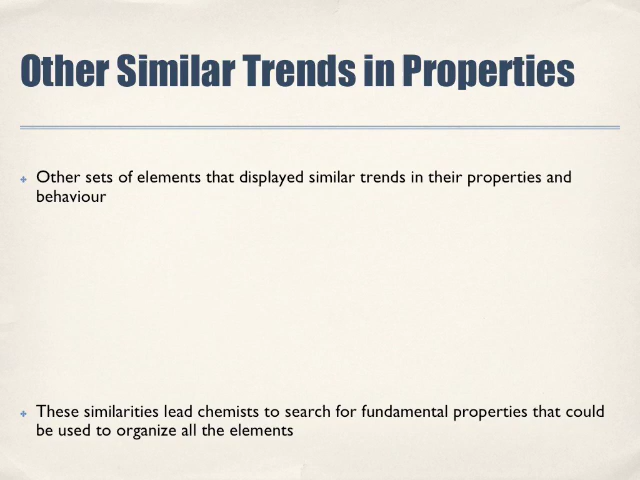 Other Similar Trends in Properties
Other sets of elements that displayed similar trends in their properties and
behaviour
These similarities lead chemists to search for fundamental properties that could
be used to organize all the elements